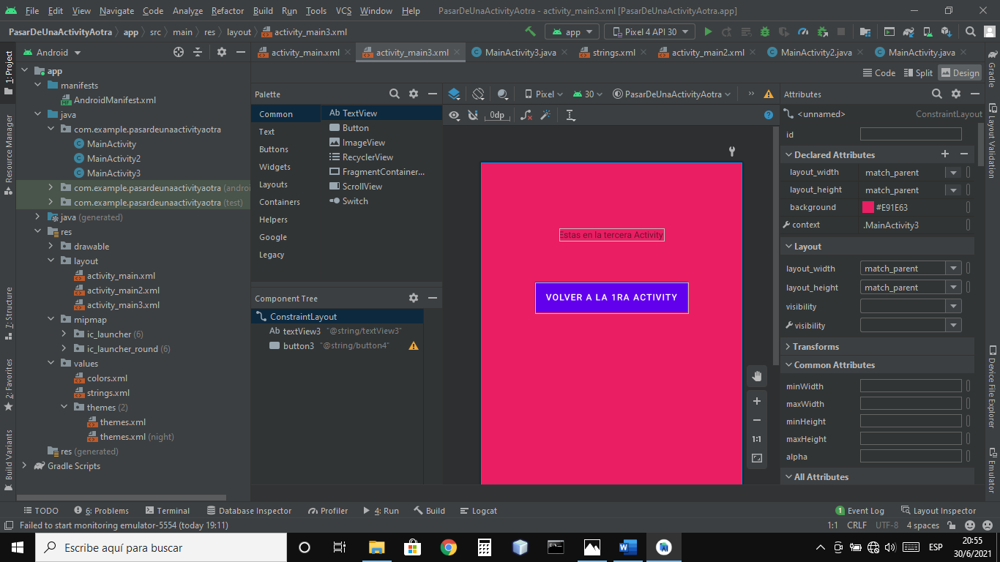 File Edit View Navigate Code Analyze Refactor Build Run Tools VCS Window Help PasarDeUnaActivityAotra - activity_main3.xml [PasarDeUnaActivityAotra.app]
PasarDeUnaActivityAotra app src main res layout activity_main3.xml app Pixel 4 API 30
1: Project
Resource Manager
7: Structure
2: Favorites
Build Variants
Android
app
manifests
AndroidManifest.xml
java
com.example.pasardeunaactivityaotra
MainActivity
MainActivity2
MainActivity3
com.example.pasardeunaactivityaotra (andro
com.example.pasardeunaactivityaotra (test)
java (generated)
res
drawable
layout
activity_main.xml
activity_main2.xml
activity_main3.xml
mipmap
ic_launcher (6)
ic_launcher_round (6)
values
colors.xml
strings.xml
themes (2)
themes.xml
themes.xml (night)
res (generated)
Gradle Scripts
activity_main.xml activity_main3.xml MainActivity3.java strings.xml activity_main2.xml MainActivity2.java MainActivity.java
Code Split Design
Palette
Common
Text
Buttons
Widgets
Layouts
Containers
Helpers
Google
Legacy
Ab TextView
Button
ImageView
RecyclerView
FragmentContainer...
ScrollView
Switch
Component Tree
ConstraintLayout
Ab textView3 "@string/textView3"
button3 "@string/button4"
Pixel 30 PasarDeUnaActivityAotra
0dp
Estas en la tercera Activity
VOLVER A LA 1RA ACTIVITY
1:1
Attributes
<unnamed> ConstraintLayout
id
Declared Attributes
layout_width match_parent
layout_height match_parent
background #E91E63
context .MainActivity3
Layout
layout_width match_parent
layout_height match_parent
visibility
visibility
Transforms
Common Attributes
minWidth
maxWidth
minHeight
maxHeight
alpha
All Attributes
Gradle
Layout Validation
Device File Explorer
Emulator
TODO 6: Problems Terminal Database Inspector Profiler 4: Run Build Logcat 1 Event Log Layout Inspector
Failed to start monitoring emulator-5554 (today 19:11) 1:1 CRLF UTF-8 4 spaces
Escribe aquí para buscar
ESP
20:55
30/6/2021